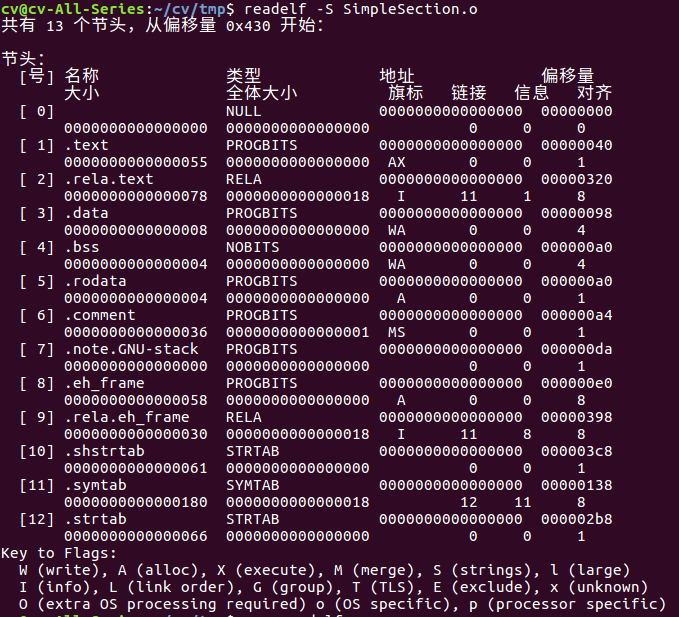 cv@cv-All-Series:~/cv/tmp$ readelf -S SimpleSection.o
共有 13 个节头，从偏移量 0x430 开始：
节头：
[号] 名称 类型 地址 偏移量
大小 全体大小 旗标 链接 信息 对齐
[ 0] NULL 0000000000000000 00000000
0000000000000000 0000000000000000 0 0 0
[ 1] .text PROGBITS 0000000000000000 00000040
0000000000000055 0000000000000000 AX 0 0 1
[ 2] .rela.text RELA 0000000000000000 00000320
0000000000000078 0000000000000018 I 11 1 8
[ 3] .data PROGBITS 0000000000000000 00000098
0000000000000008 0000000000000000 WA 0 0 4
[ 4] .bss NOBITS 0000000000000000 000000a0
0000000000000004 0000000000000000 WA 0 0 4
[ 5] .rodata PROGBITS 0000000000000000 000000a0
0000000000000004 0000000000000000 A 0 0 1
[ 6] .comment PROGBITS 0000000000000000 000000a4
0000000000000036 0000000000000001 MS 0 0 1
[ 7] .note.GNU-stack PROGBITS 0000000000000000 000000da
0000000000000000 0000000000000000 0 0 1
[ 8] .eh_frame PROGBITS 0000000000000000 000000e0
0000000000000058 0000000000000000 A 0 0 8
[ 9] .rela.eh_frame RELA 0000000000000000 00000398
0000000000000030 0000000000000018 I 11 8 8
[10] .shstrtab STRTAB 0000000000000000 000003c8
0000000000000061 0000000000000000 0 0 1
[11] .symtab SYMTAB 0000000000000000 00000138
0000000000000180 0000000000000018 12 11 8
[12] .strtab STRTAB 0000000000000000 000002b8
0000000000000066 0000000000000000 0 0 1
Key to Flags:
W (write), A (alloc), X (execute), M (merge), S (strings), l (large)
I (info), L (link order), G (group), T (TLS), E (exclude), x (unknown)
O (extra OS processing required) o (OS specific), p (processor specific)